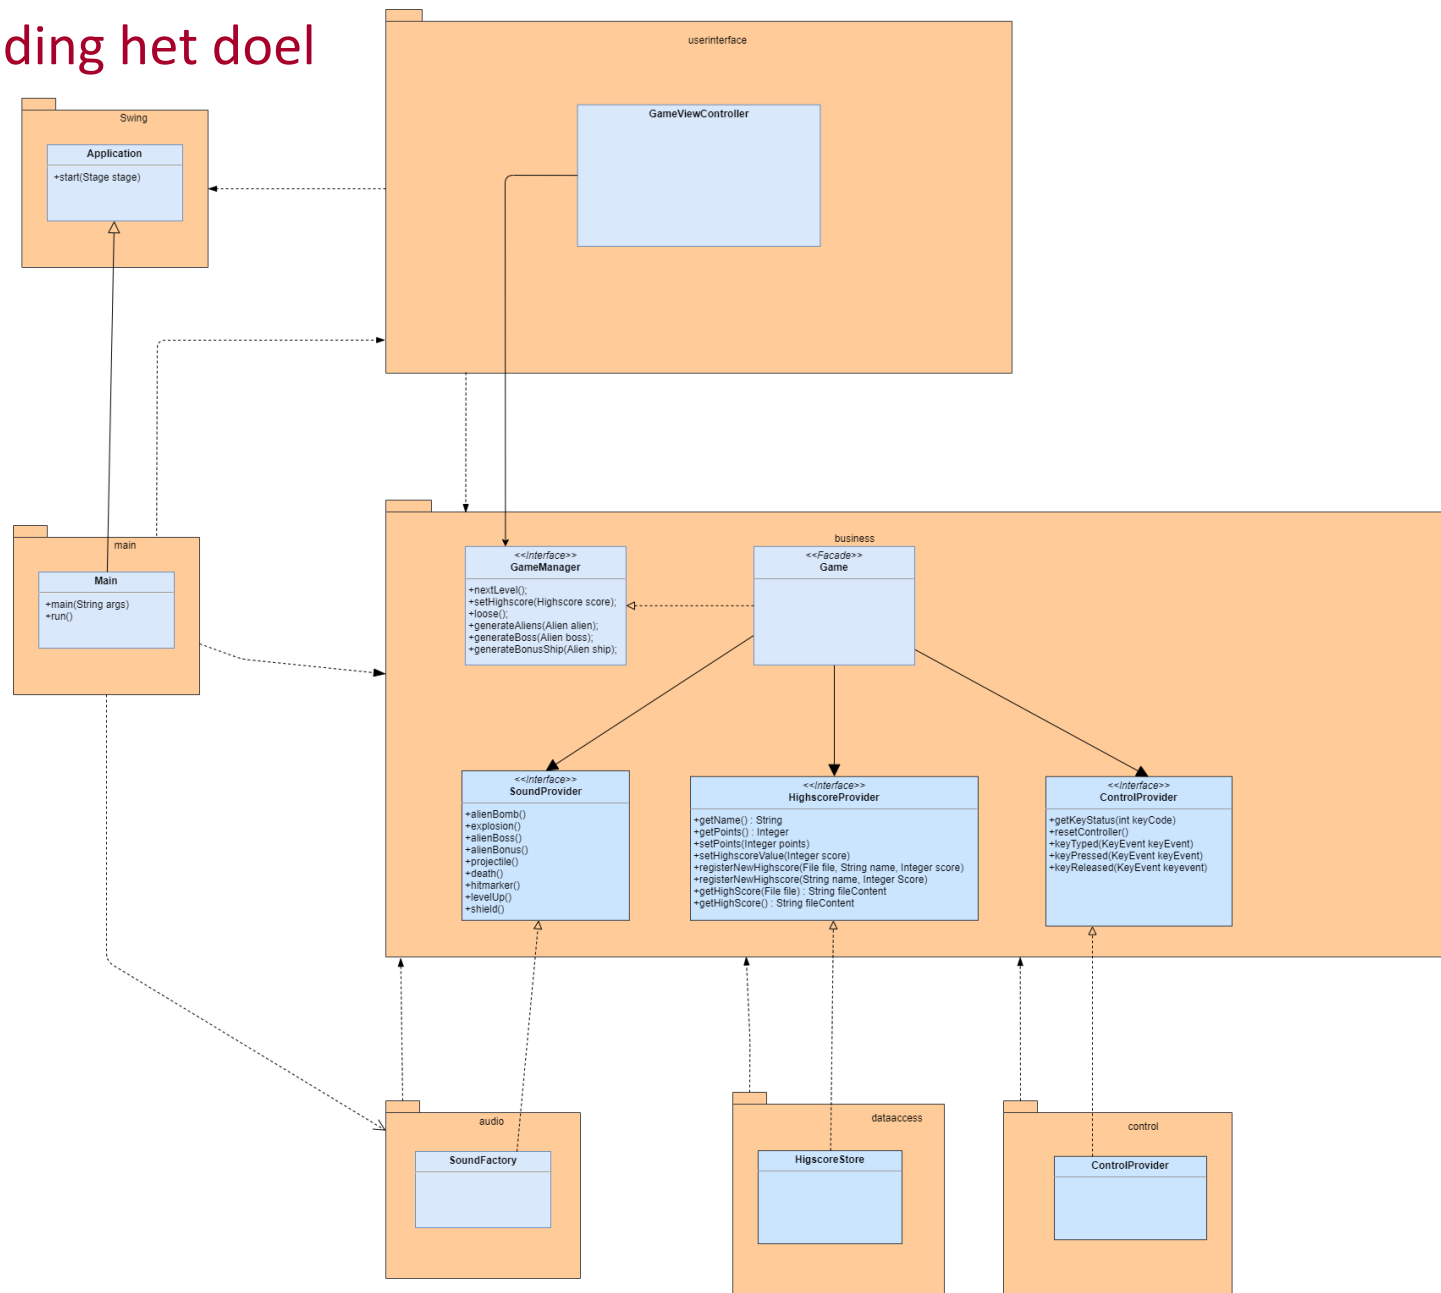 ding het doel
userinterface
GameViewController
Swing
Application
+start(Stage stage)
main
Main
+main(String args)
+run()
business
<<Interface>>
GameManager
+nextLevel();
+setHighscore(Highscore score);
+loose();
+generateAliens(Alien alien);
+generateBoss(Alien boss);
+generateBonusShip(Alien ship);
<<Facade>>
Game
<<Interface>>
SoundProvider
+alienBomb()
+explosion()
+alienBoss()
+alienBonus()
+projectile()
+death()
+hitmarker()
+levelUp()
+shield()
<<Interface>>
HighscoreProvider
+getName() : String
+getPoints() : Integer
+setPoints(Integer points)
+setHighscoreValue(Integer score)
+registerNewHighscore(File file, String name, Integer score)
+registerNewHighscore(String name, Integer Score)
+getHighScore(File file) : String fileContent
+getHighScore() : String fileContent
<<Interface>>
ControlProvider
+getKeyStatus(int keyCode)
+resetController()
+keyTyped(KeyEvent keyEvent)
+keyPressed(KeyEvent keyEvent)
+keyReleased(KeyEvent keyevent)
audio
SoundFactory
dataaccess
HigscoreStore
control
ControlProvider